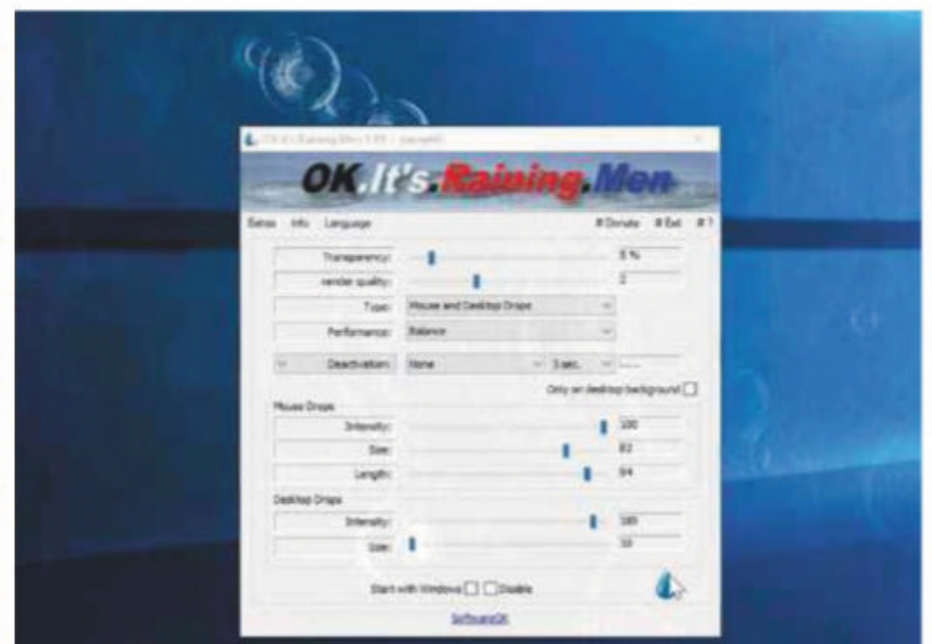 OK.It's.Raining.Men
Extras Info Language # Donate # Exit # ?
Transparency: 5 %
render quality: 2
Type: Mouse and Desktop Drops
Performance: Balance
Deactivation: None 3 sec. -.--
Only on desktop background
Mouse Drops
Intensity: 100
Size: 82
Length:
Desktop Drops
Intensity:
Size:
Start with Windows Disable
SoftwareOK